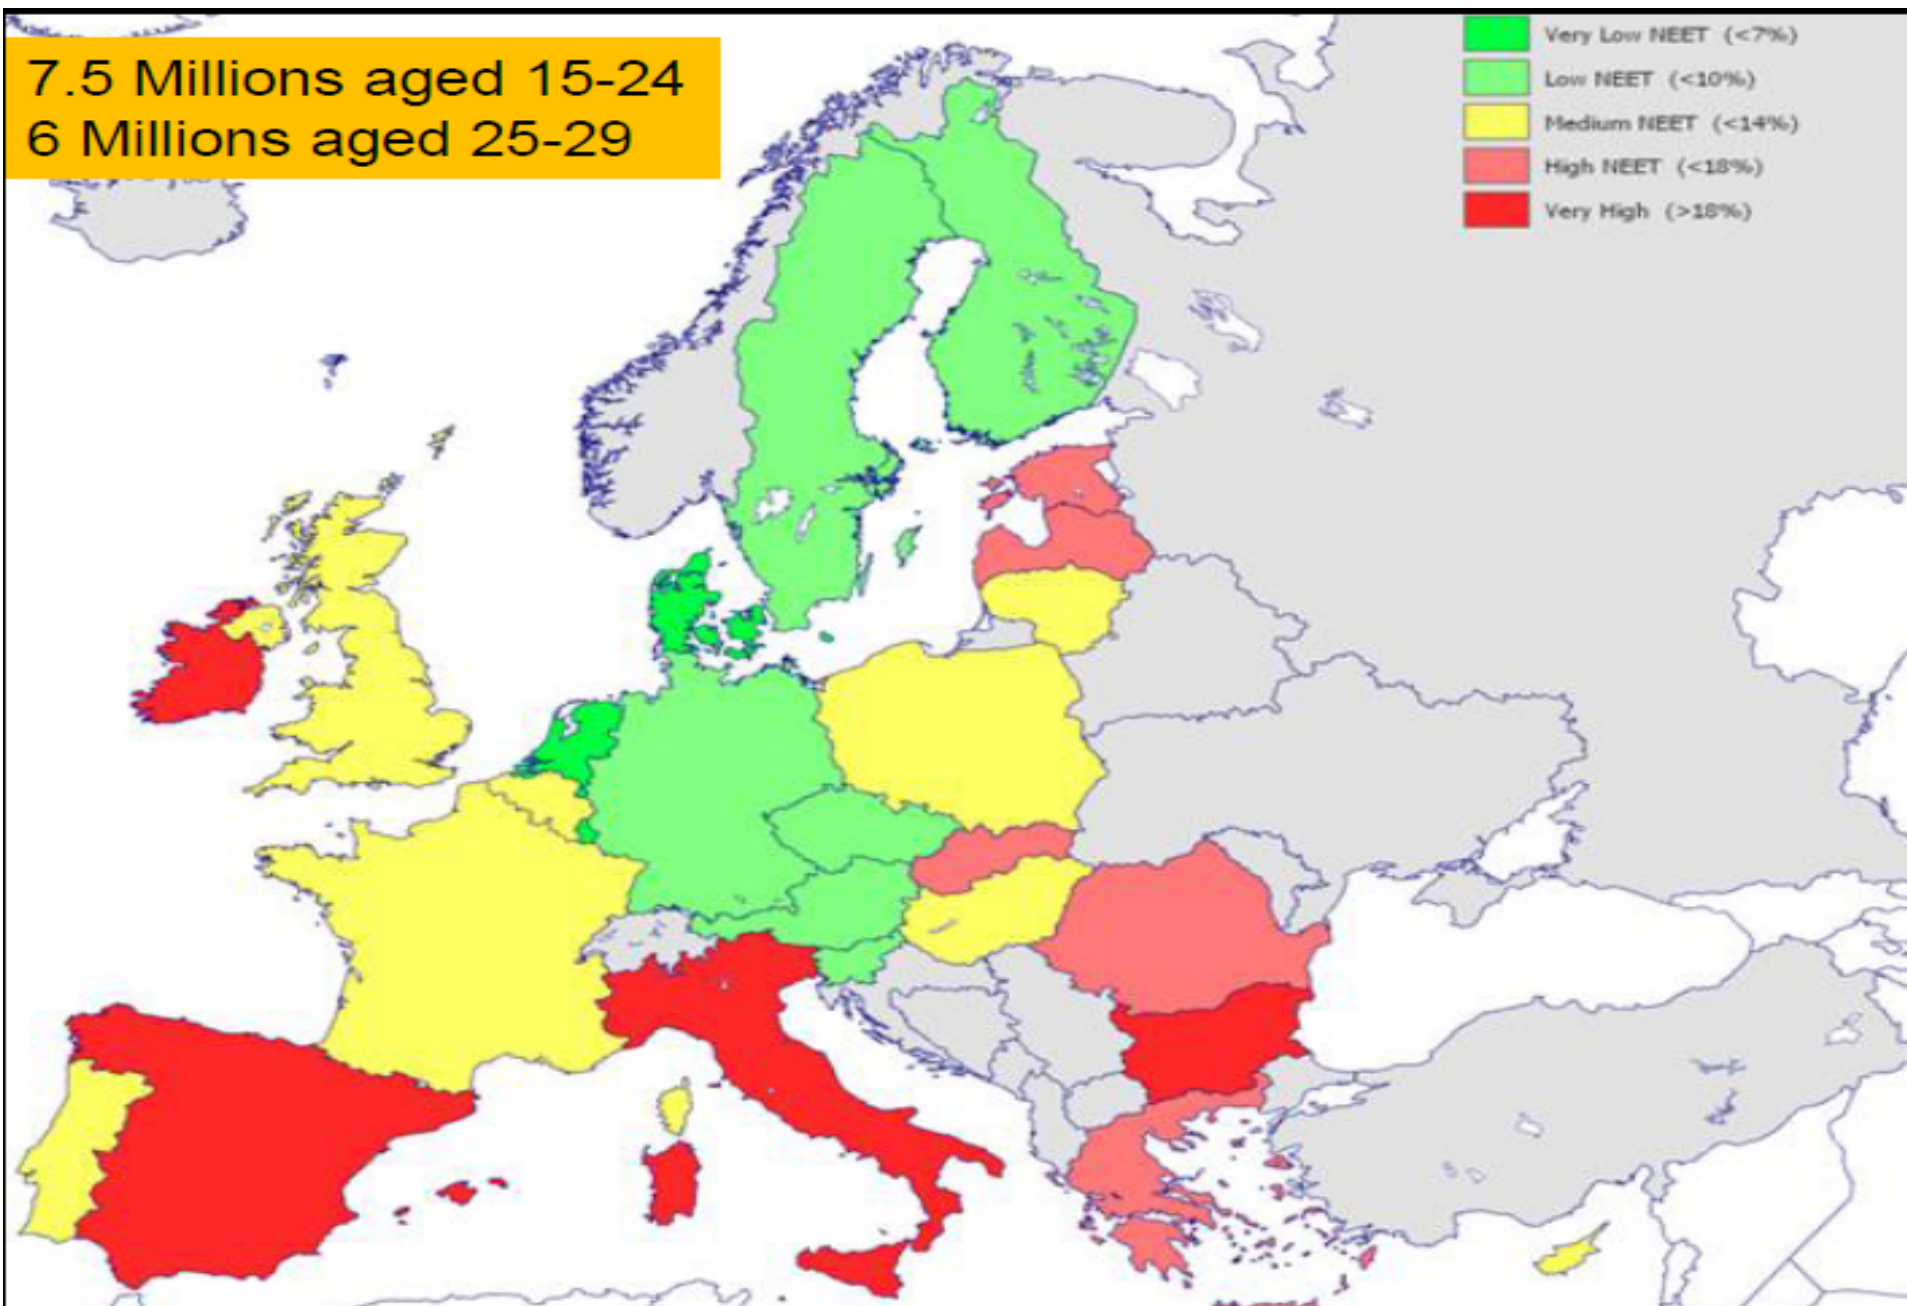 7.5 Millions aged 15-24
6 Millions aged 25-29
Very Low NEET (<7%)
Low NEET (<10%)
Medium NEET (<14%)
High NEET (<18%)
Very High (>18%)